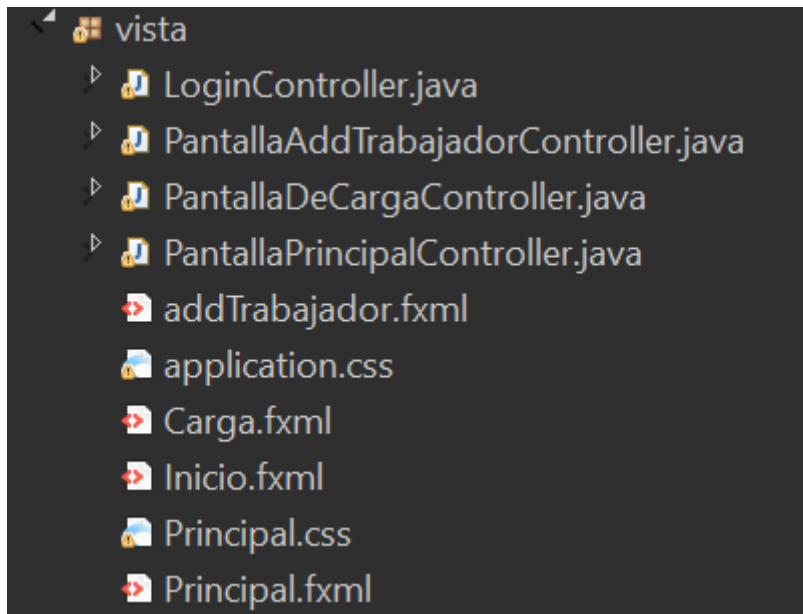 vista
LoginController.java
PantallaAddTrabajadorController.java
PantallaDeCargaController.java
PantallaPrincipalController.java
addTrabajador.fxml
application.css
Carga.fxml
Inicio.fxml
Principal.css
Principal.fxml